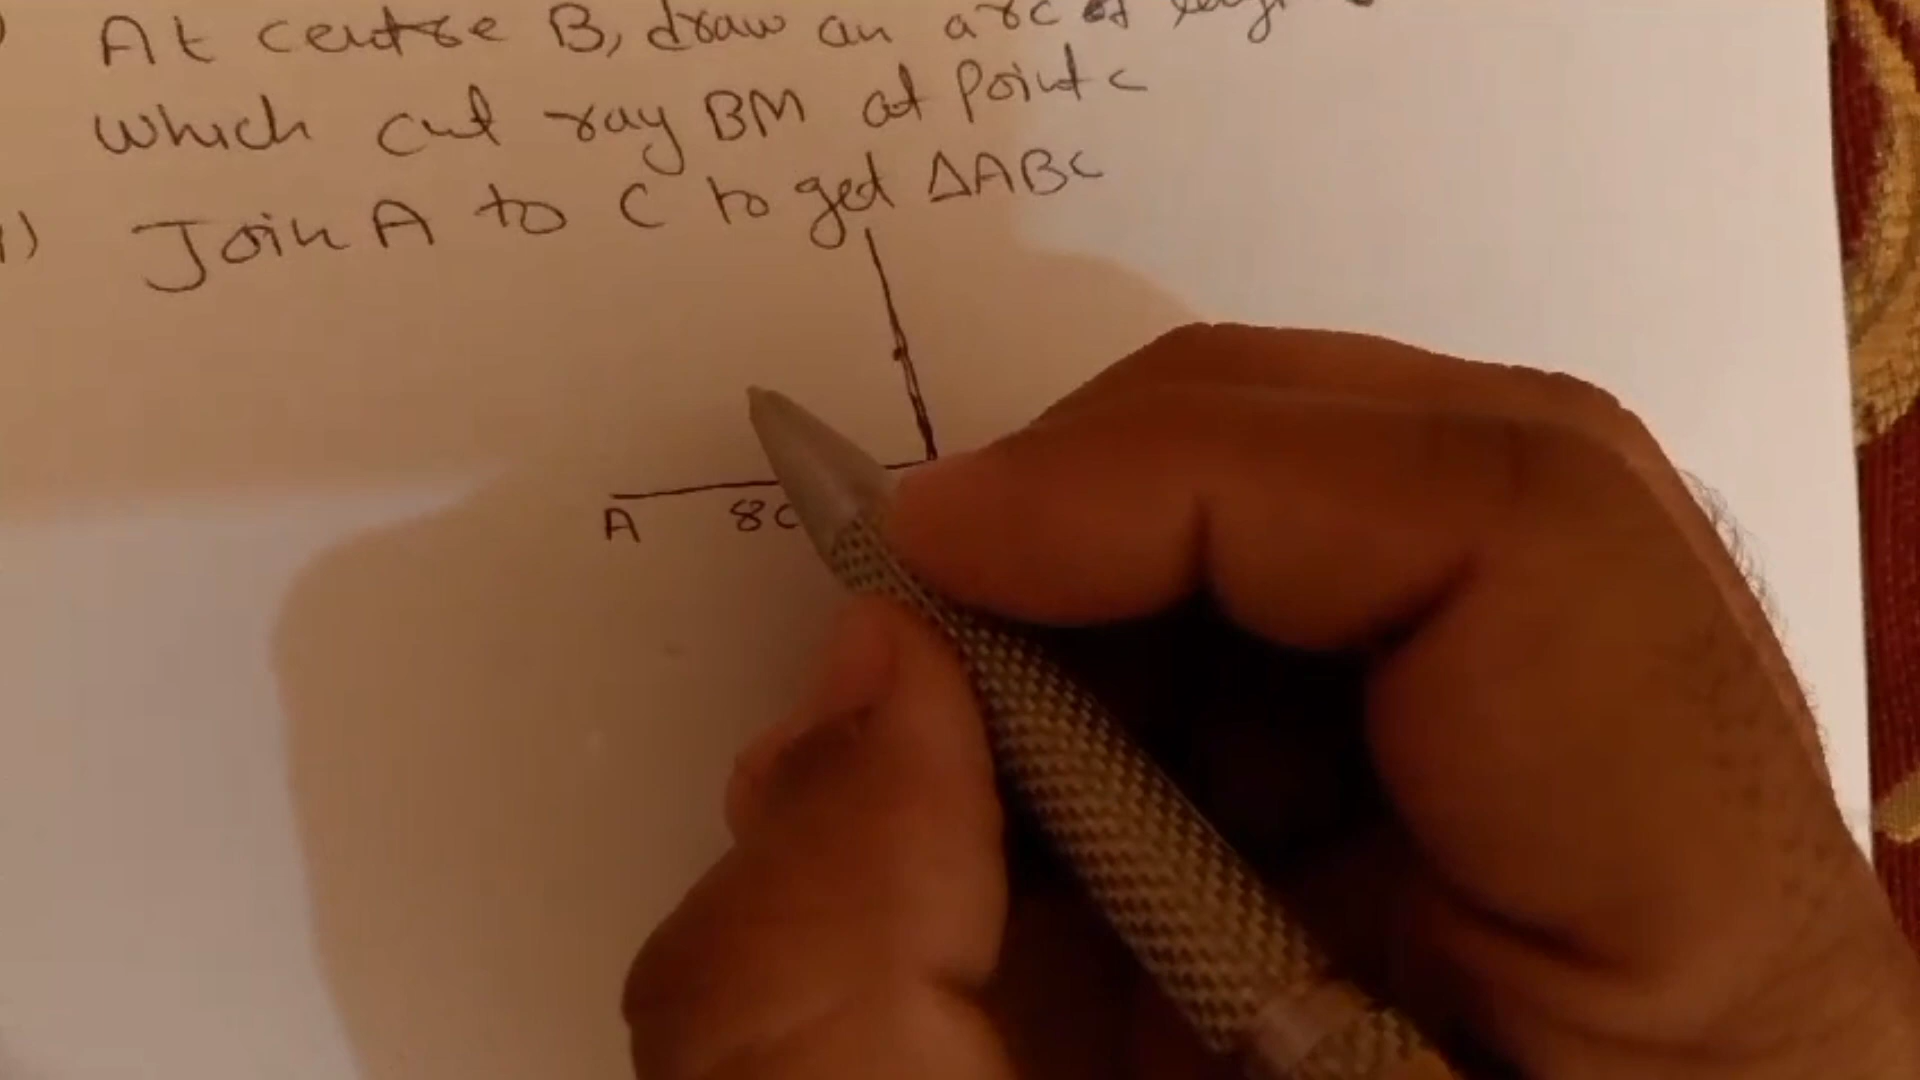 ) At centre B, draw an arc of
which cut ray BM at Point c
) Join A to C to get ΔABC
A 8C